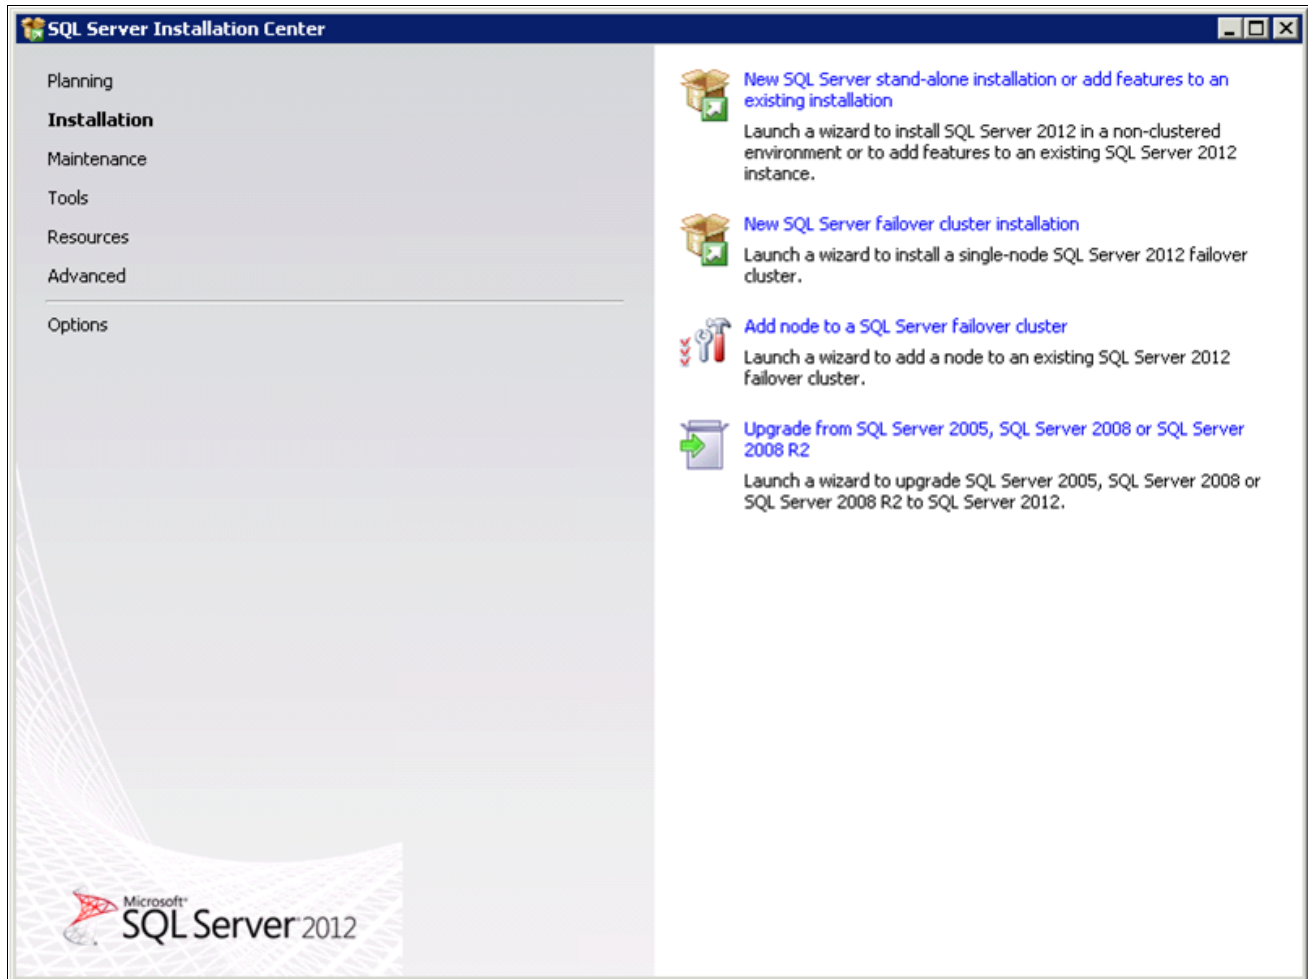 SQL Server Installation Center
Planning
Installation
Maintenance
Tools
Resources
Advanced
Options
New SQL Server stand-alone installation or add features to an
existing installation
Launch a wizard to install SQL Server 2012 in a non-clustered
environment or to add features to an existing SQL Server 2012
instance.
New SQL Server failover cluster installation
Launch a wizard to install a single-node SQL Server 2012 failover
cluster.
Add node to a SQL Server failover cluster
Launch a wizard to add a node to an existing SQL Server 2012
failover cluster.
Upgrade from SQL Server 2005, SQL Server 2008 or SQL Server
2008 R2
Launch a wizard to upgrade SQL Server 2005, SQL Server 2008 or
SQL Server 2008 R2 to SQL Server 2012.
Microsoft®
SQL Server 2012